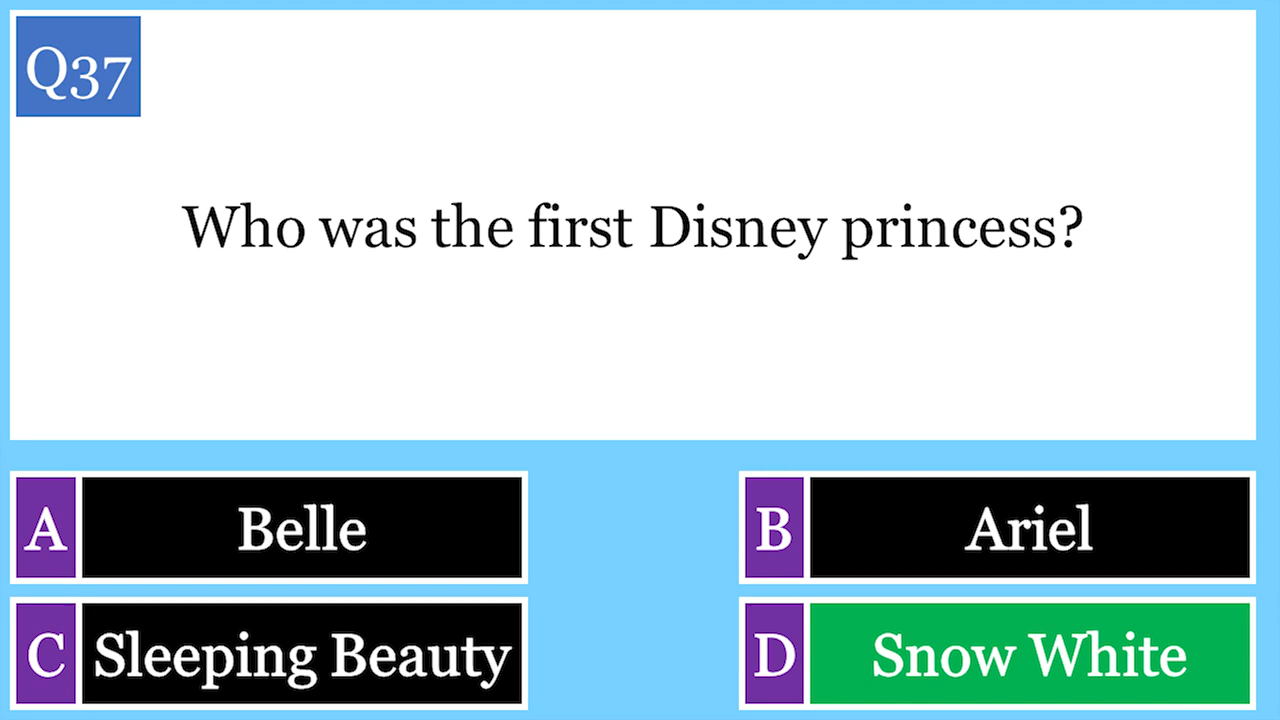 Q37
Who was the first Disney princess?
A Belle
B Ariel
C Sleeping Beauty
D Snow White